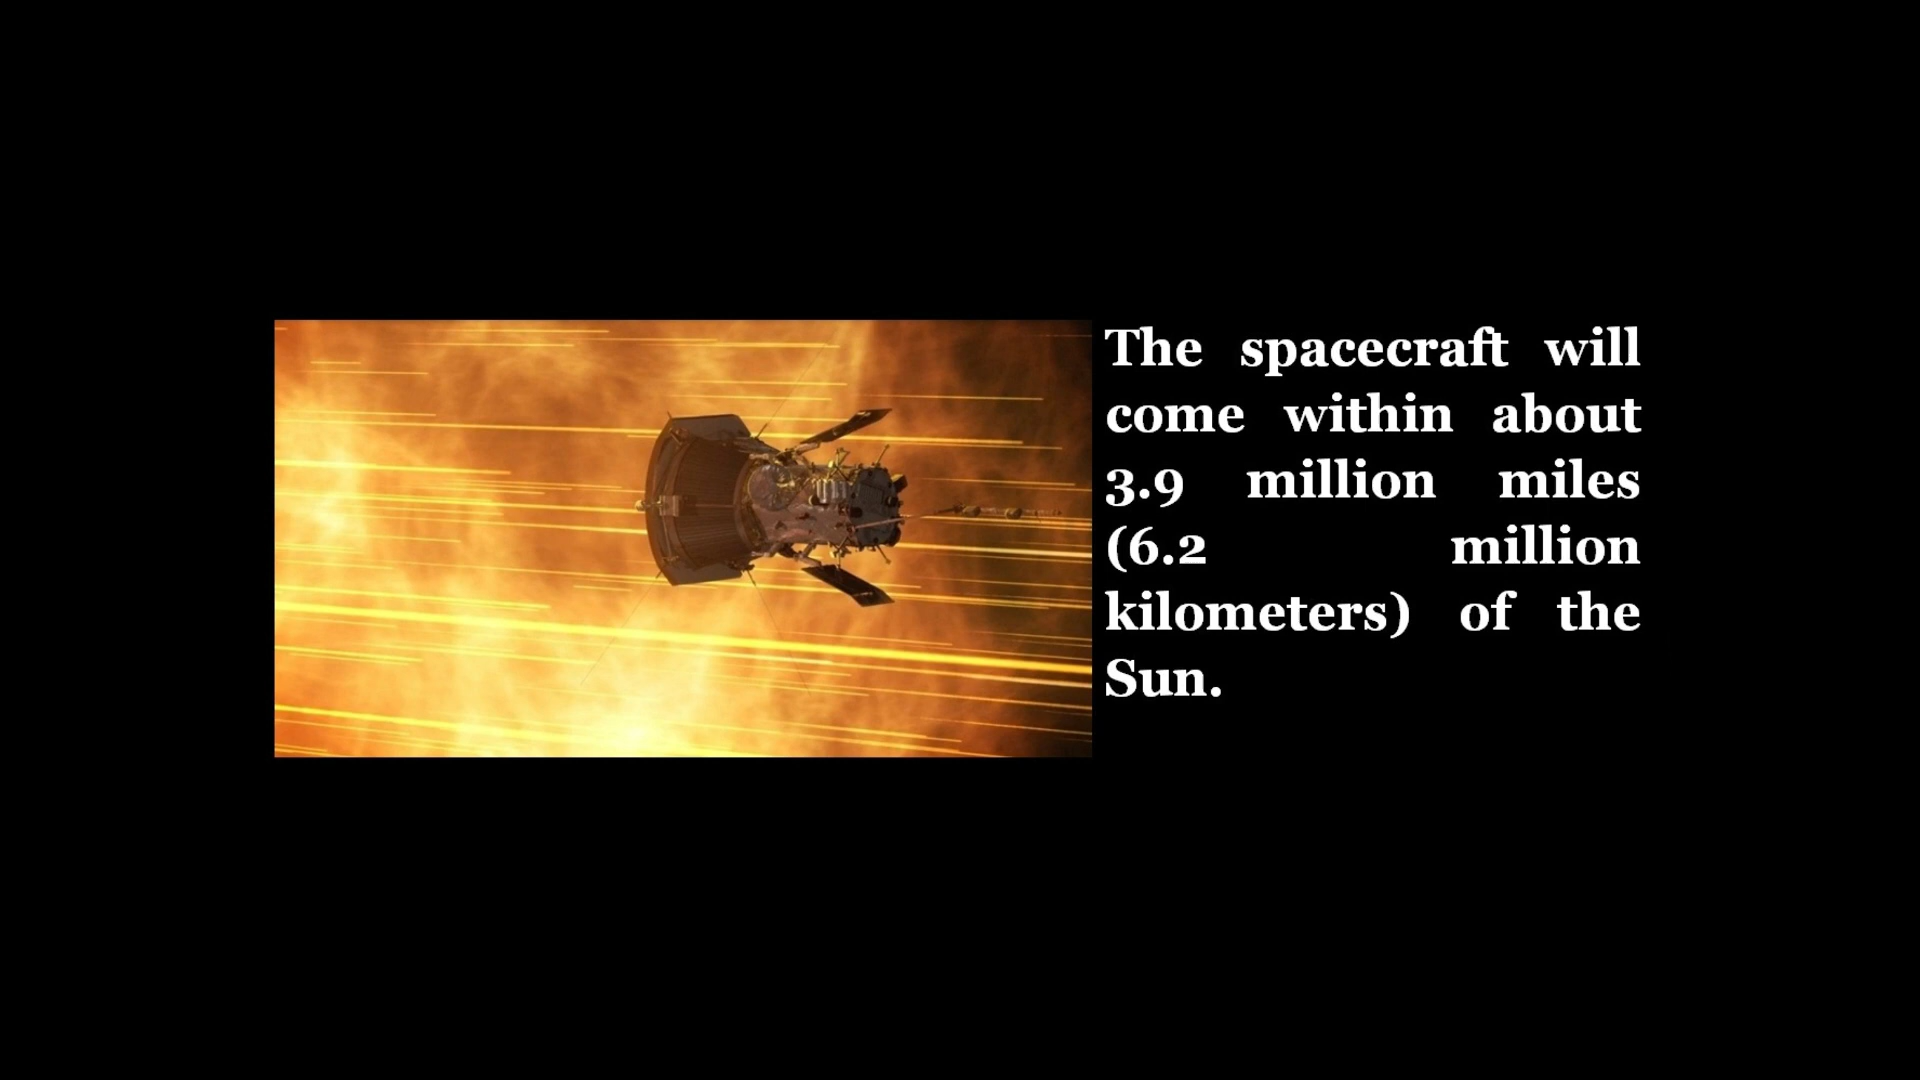 The spacecraft will
come within about
3.9 million miles
(6.2 million
kilometers) of the
Sun.